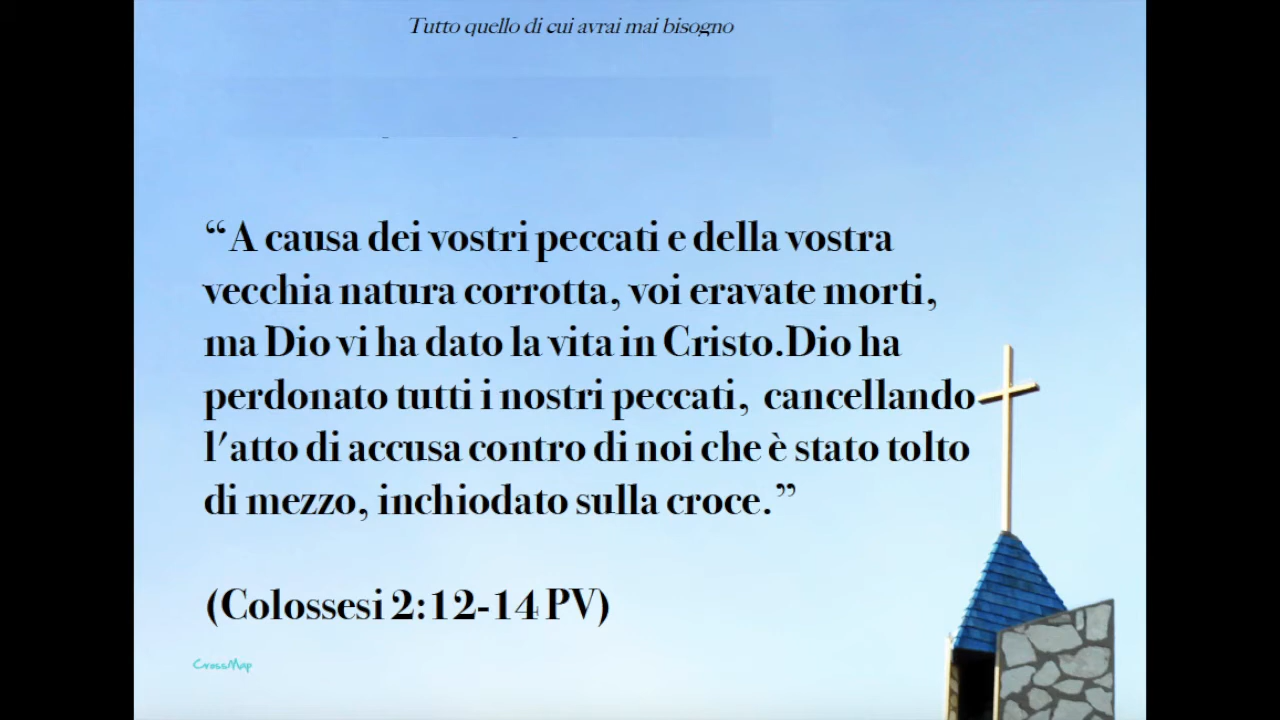 Tutto quello di cui avrai mai bisogno
“A causa dei vostri peccati e della vostra
vecchia natura corrotta, voi eravate morti,
ma Dio vi ha dato la vita in Cristo.Dio ha
perdonato tutti i nostri peccati, cancellando
l'atto di accusa contro di noi che è stato tolto
di mezzo, inchiodato sulla croce.”
(Colossesi 2:12-14 PV)
CrossMap